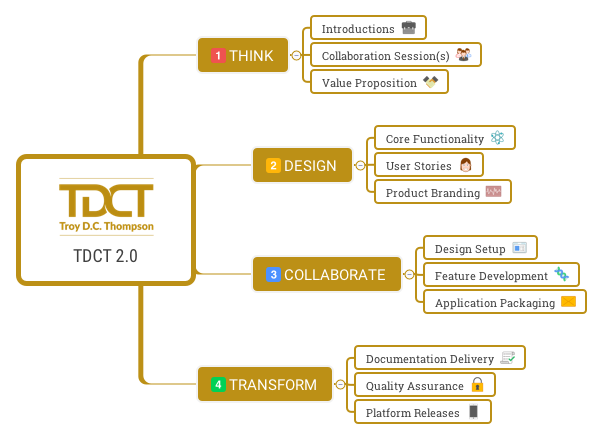 TDCT
Troy D.C. Thompson
TDCT 2.0
1 THINK
Introductions
Collaboration Session(s)
Value Proposition
2 DESIGN
Core Functionality
User Stories
Product Branding
3 COLLABORATE
Design Setup
Feature Development
Application Packaging
4 TRANSFORM
Documentation Delivery
Quality Assurance
Platform Releases